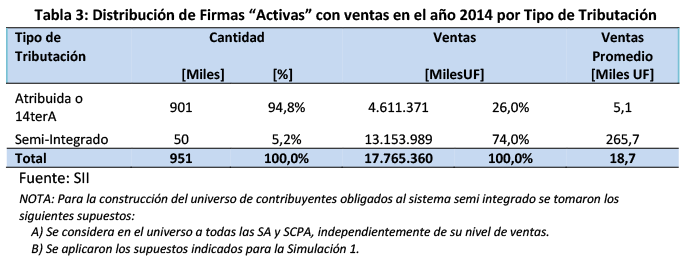 Tabla 3: Distribución de Firmas “Activas” con ventas en el año 2014 por Tipo de Tributación
Tipo de Tributación Cantidad Ventas Ventas Promedio
[Miles] [%] [MilesUF] [Miles UF]
Atribuida o 14terA 901 94,8% 4.611.371 26,0% 5,1
Semi-Integrado 50 5,2% 13.153.989 74,0% 265,7
Total 951 100,0% 17.765.360 100,0% 18,7
Fuente: SII
NOTA: Para la construcción del universo de contribuyentes obligados al sistema semi integrado se tomaron los
siguientes supuestos:
A) Se considera en el universo a todas las SA y SCPA, independientemente de su nivel de ventas.
B) Se aplicaron los supuestos indicados para la Simulación 1.